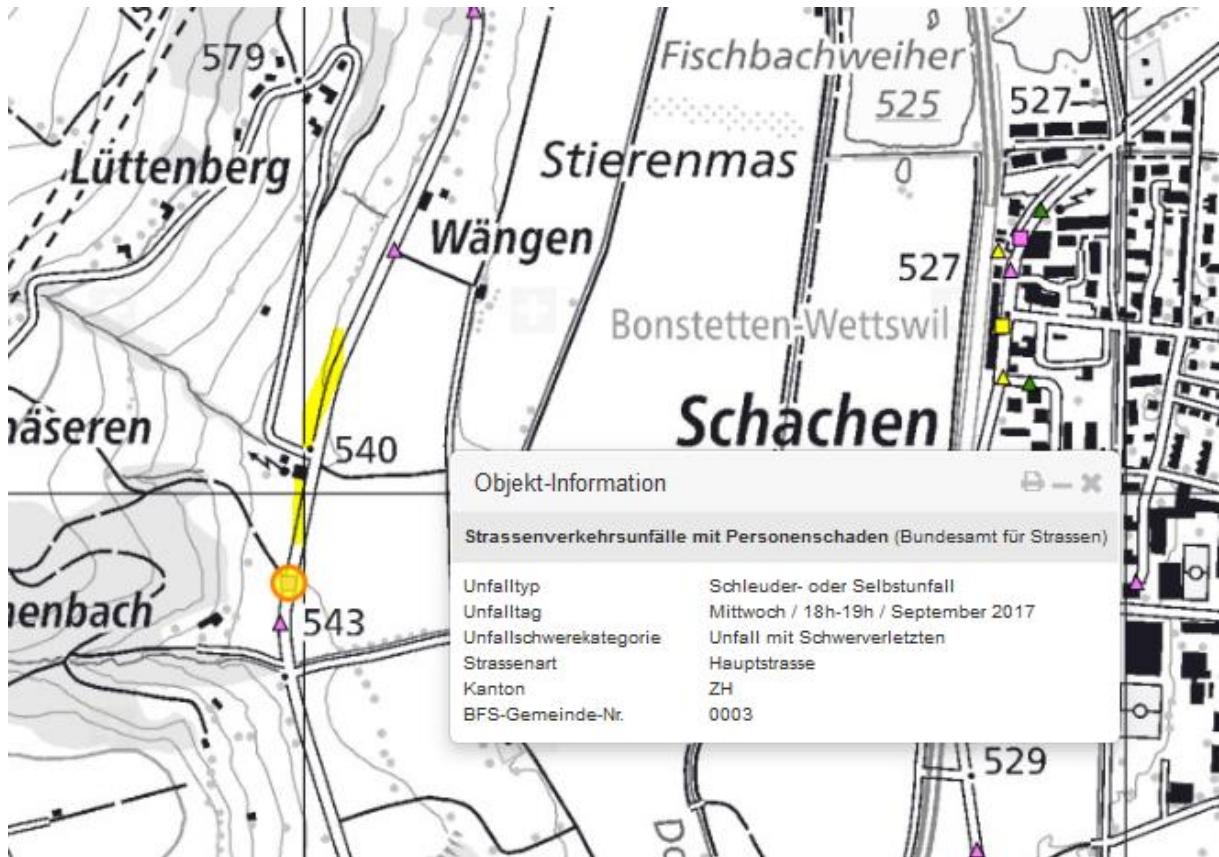 579
Fischbachweiher
525
527
Lüttenberg
Stierenmas
Wängen
527
Bonstetten-Wettswil
Schachen
näseren
540
Objekt-Information
Strassenverkehrsunfälle mit Personenschaden (Bundesamt für Strassen)
Unfalltyp Schleuder- oder Selbstunfall
Unfalltag Mittwoch / 18h-19h / September 2017
Unfallschwerekategorie Unfall mit Schwerverletzten
Strassenart Hauptstrasse
Kanton ZH
BFS-Gemeinde-Nr. 0003
nenbach
543
529
Do